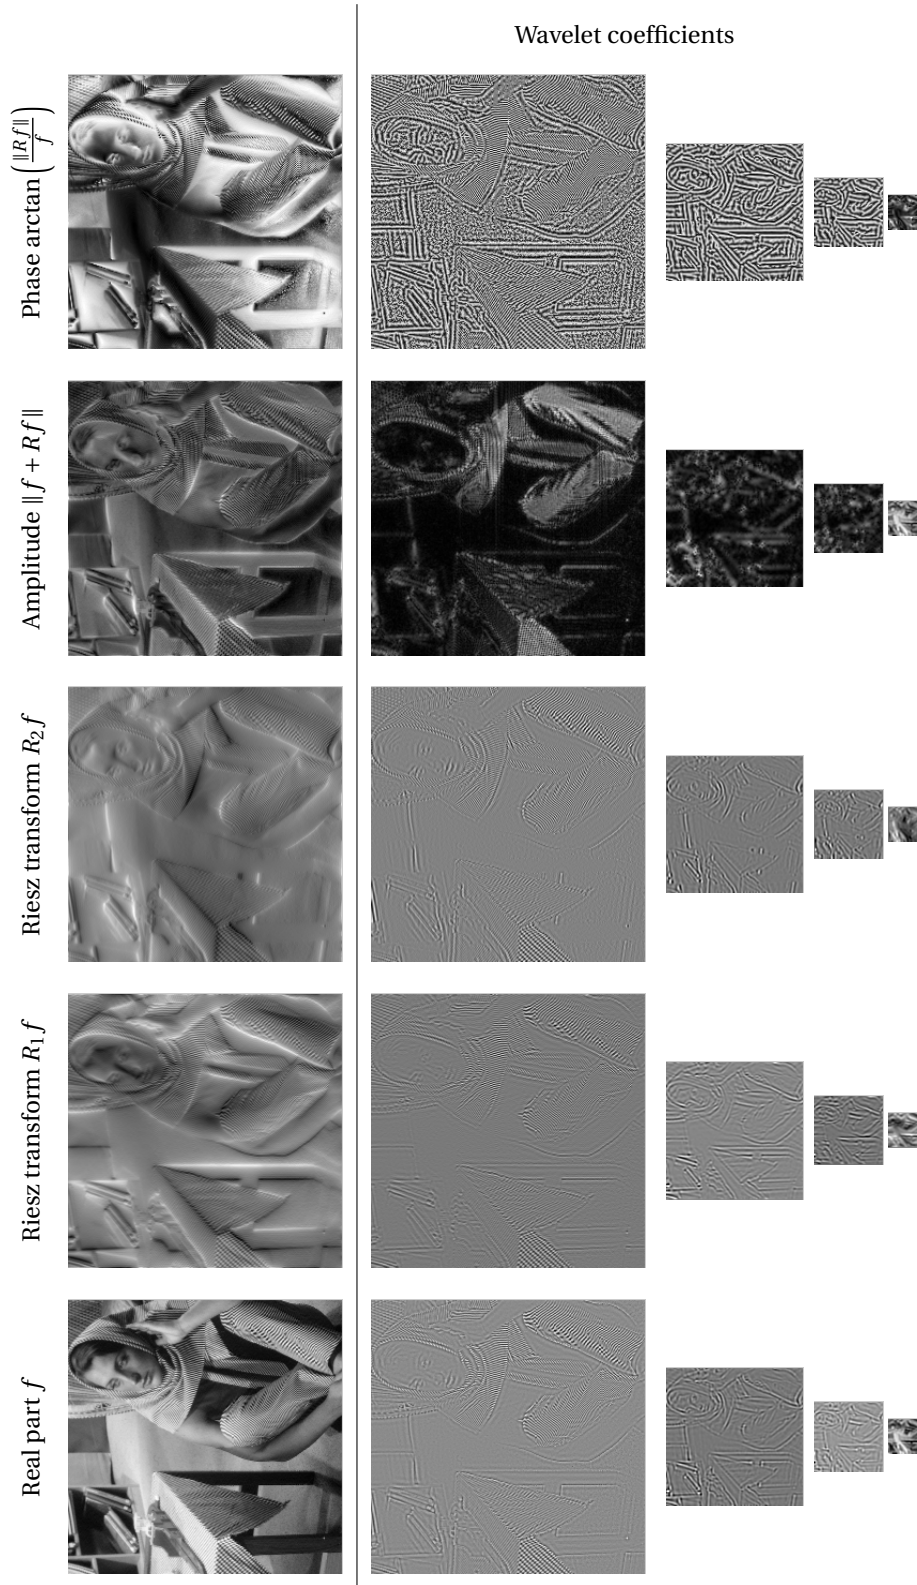 Wavelet coefficients
Phase arctan (‖Rf‖/f)
Amplitude ‖f + Rf‖
Riesz transform R₂f
Riesz transform R₁f
Real part f